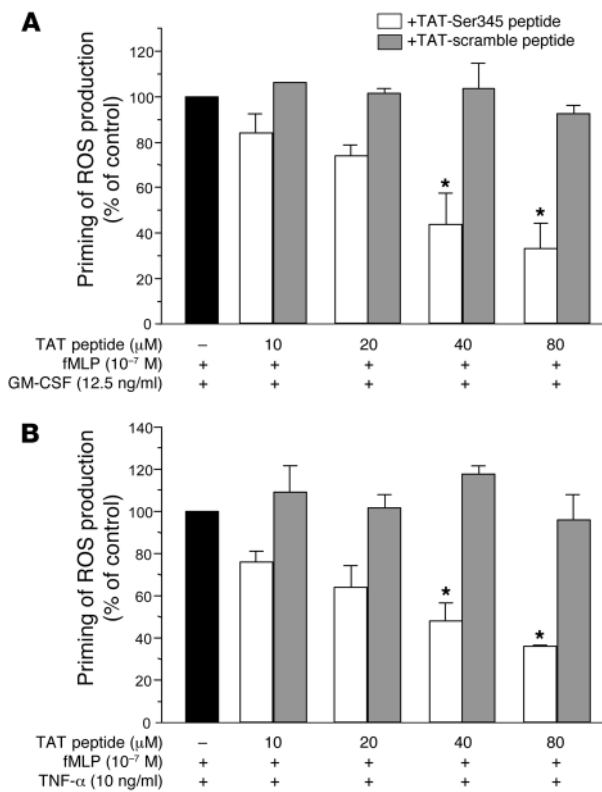 A
+TAT-Ser345 peptide
+TAT-scramble peptide
Priming of ROS production
(% of control)
120
100
80
60
40
20
0
* *
TAT peptide (μM) – 10 20 40 80
fMLP (10⁻⁷ M) + + + + +
GM-CSF (12.5 ng/ml) + + + + +
B
Priming of ROS production
(% of control)
140
120
100
80
60
40
20
0
* *
TAT peptide (μM) – 10 20 40 80
fMLP (10⁻⁷ M) + + + + +
TNF-α (10 ng/ml) + + + + +